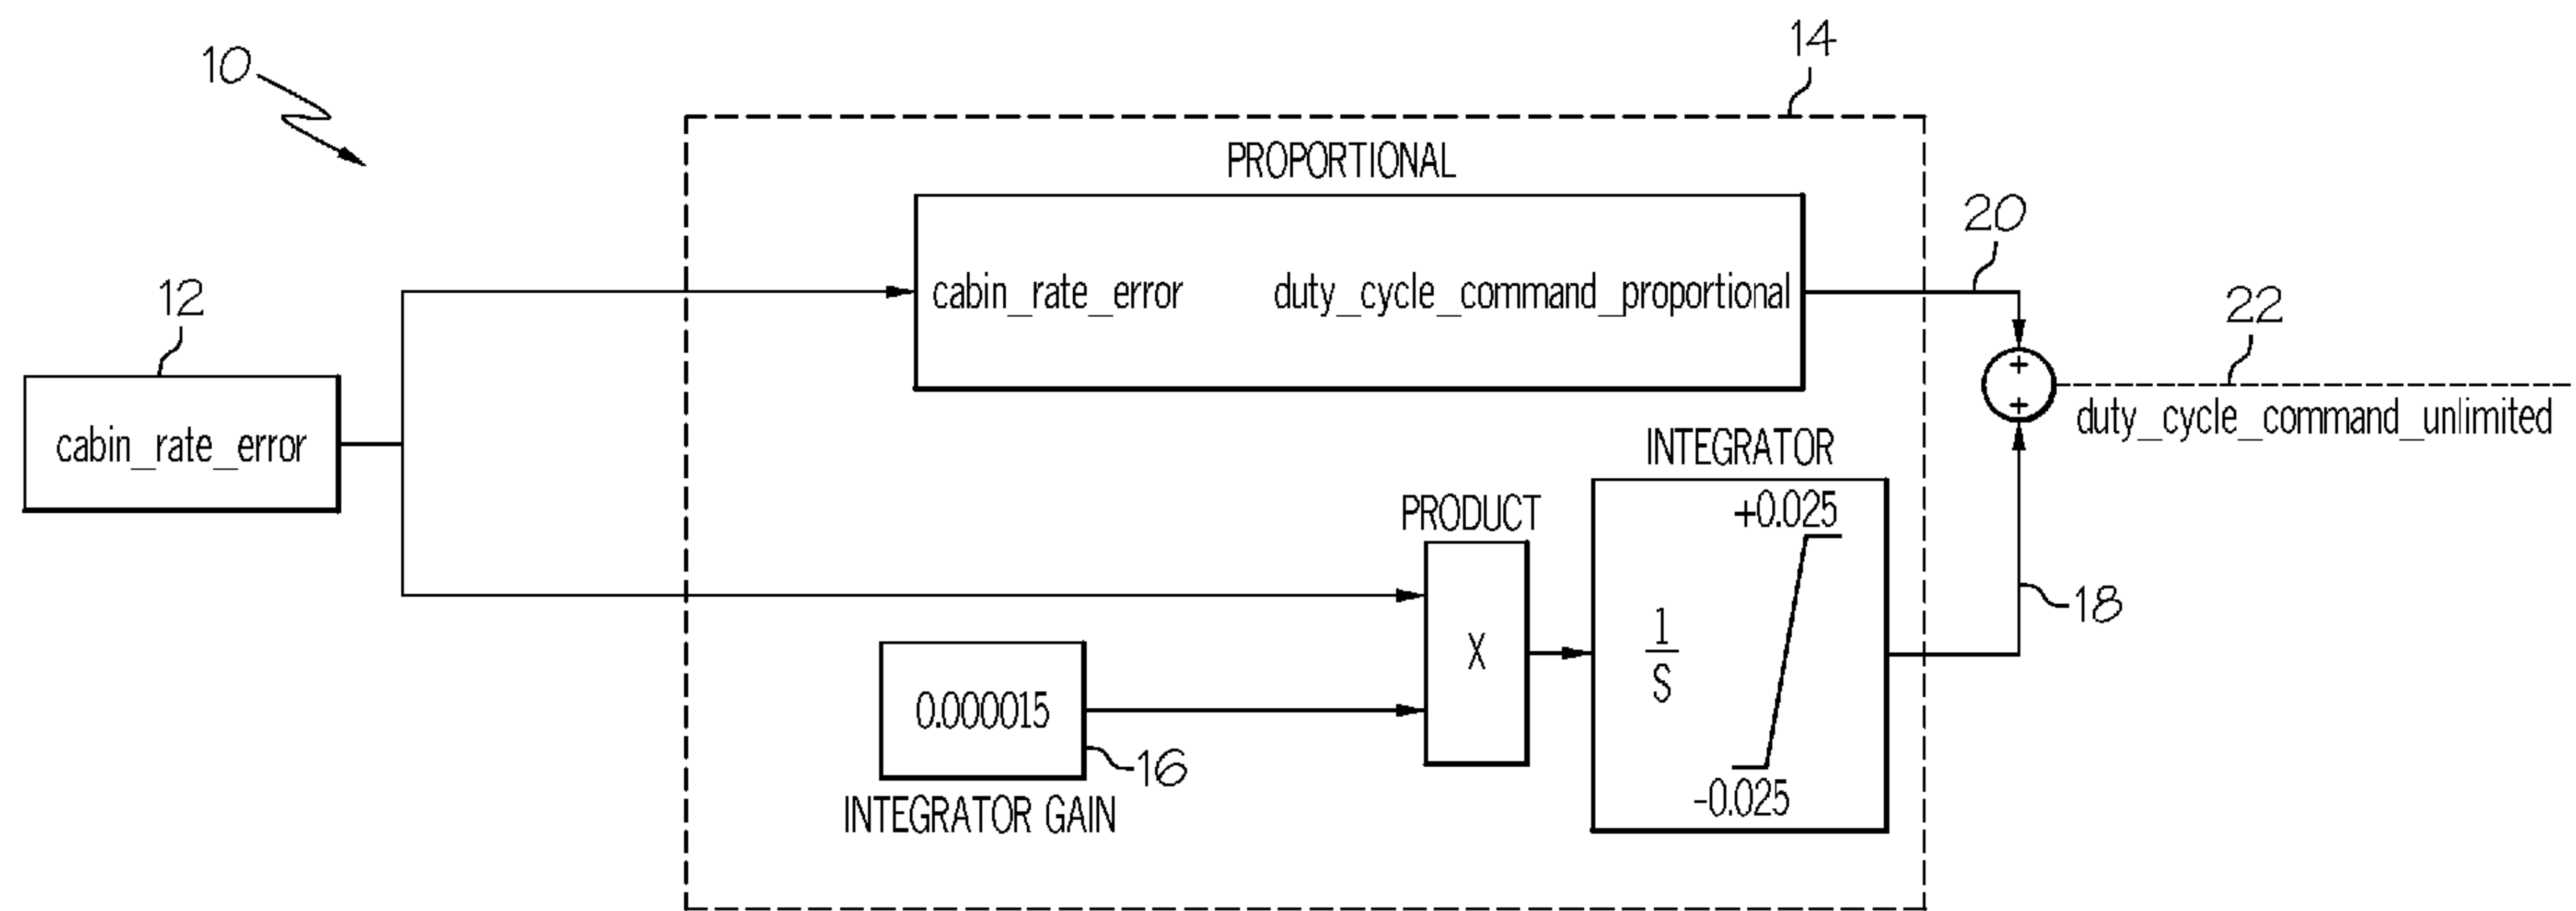 10
14
PROPORTIONAL
20
cabin_rate_error duty_cycle_command_proportional
12
22
+
+
cabin_rate_error
duty_cycle_command_unlimited
INTEGRATOR
+0.025
PRODUCT
18
1
S
X
0.000015
16
-0.025
INTEGRATOR GAIN